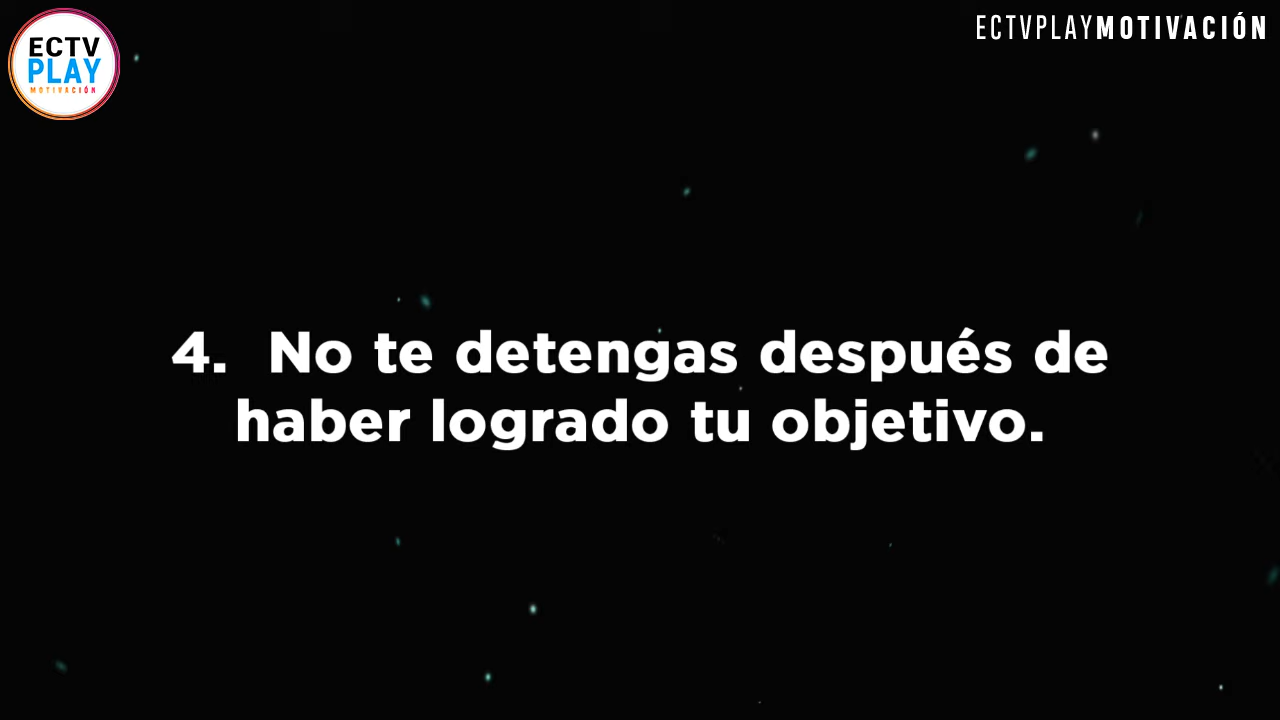 ECTV
PLAY
MOTIVACIÓN
ECTVPLAYMOTIVACIÓN
4. No te detengas después de
haber logrado tu objetivo.